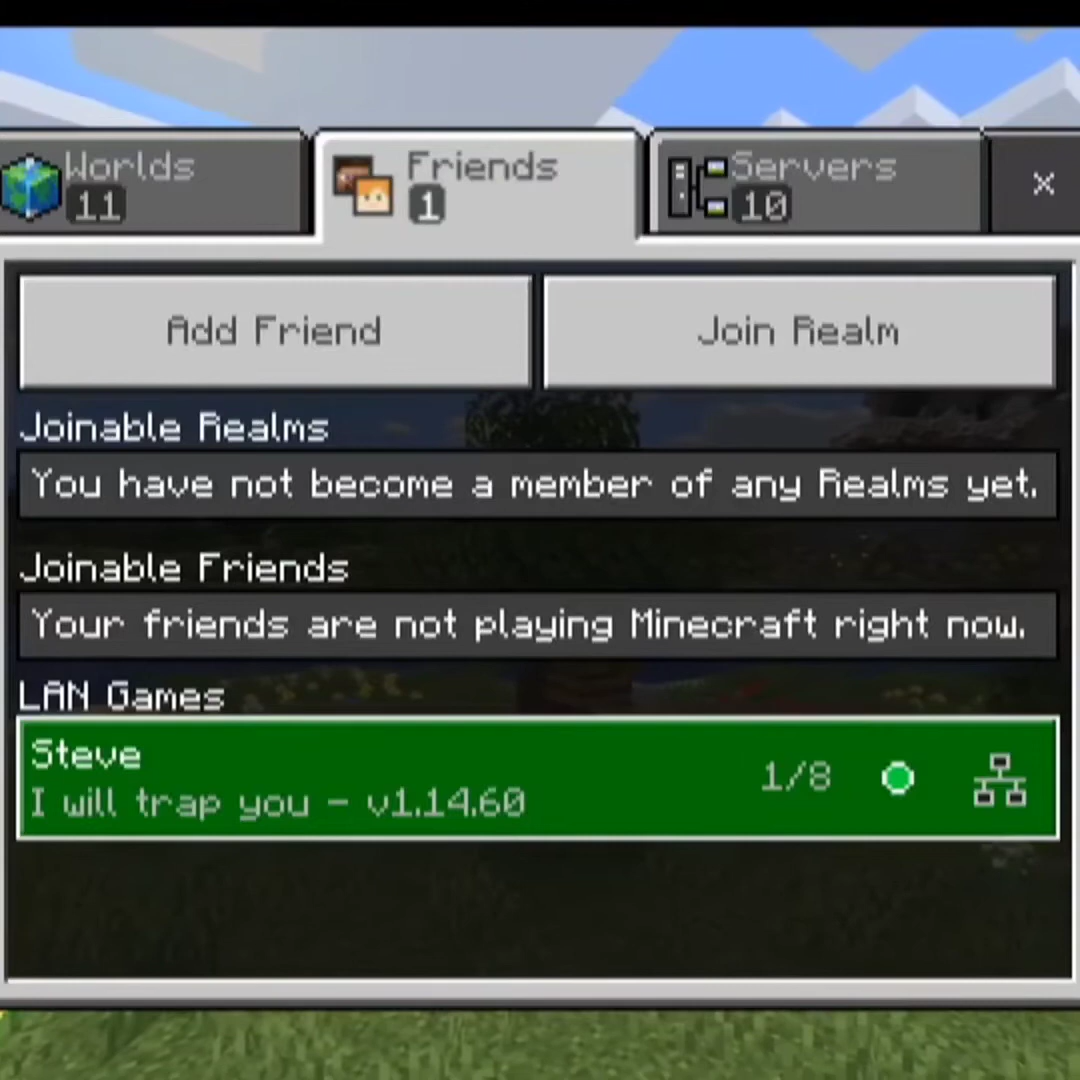 Worlds
11
Friends
1
Servers
10
Add Friend
Join Realm
Joinable Realms
You have not become a member of any Realms yet.
Joinable Friends
Your friends are not playing Minecraft right now.
LAN Games
Steve
1/8
I will trap you - v1.14.60